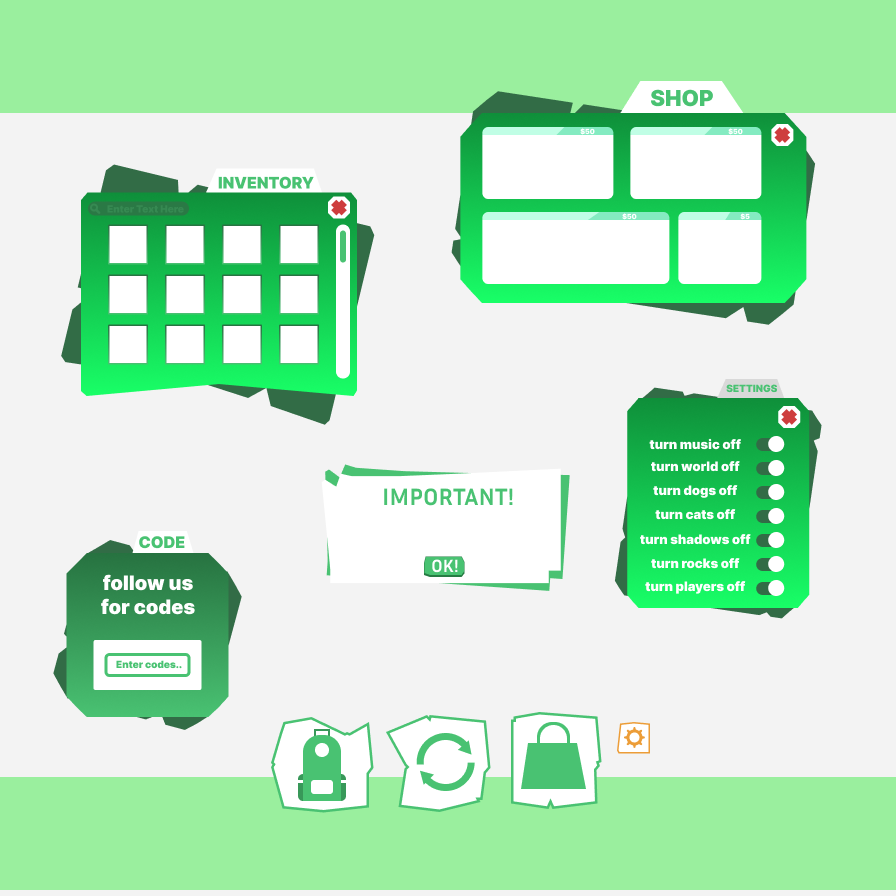 SHOP
$50
$50
$50
$5
INVENTORY
Enter Text Here
SETTINGS
turn music off
turn world off
turn dogs off
turn cats off
turn shadows off
turn rocks off
turn players off
IMPORTANT!
OK!
CODE
follow us
for codes
Enter codes..